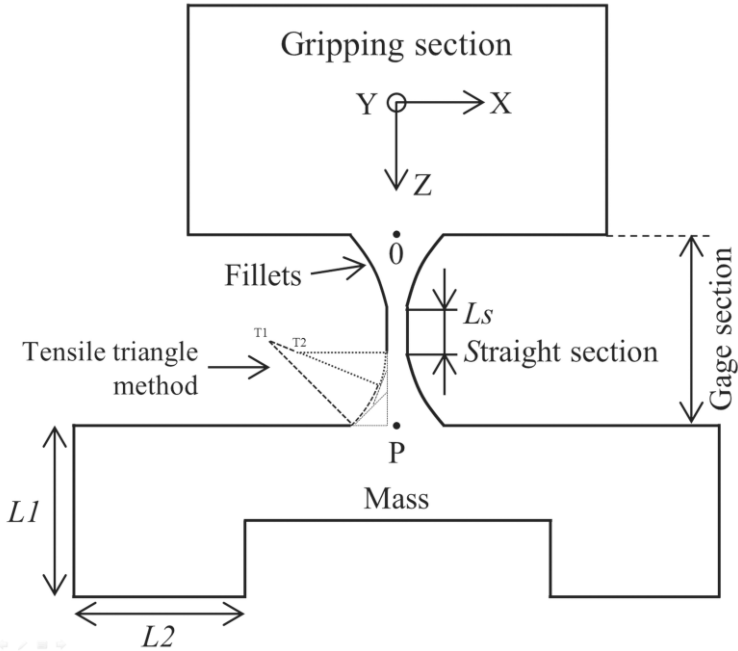 Gripping section
Y
X
Z
0
Fillets
Ls
Straight section
Gage section
T1
T2
Tensile triangle
method
P
L1
Mass
L2